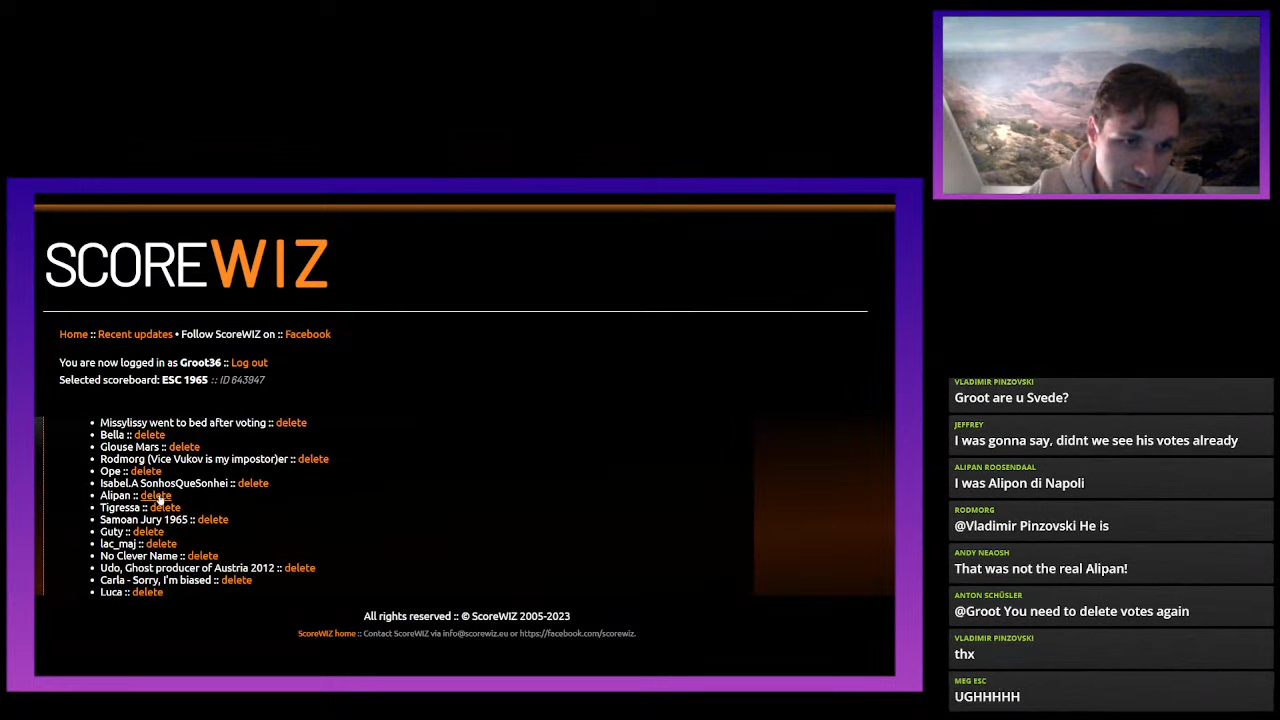 SCOREWIZ
Home :: Recent updates • Follow ScoreWIZ on :: Facebook
You are now logged in as Groot36 :: Log out
Selected scoreboard: ESC 1965 :: ID 643947
• Missylissy went to bed after voting :: delete
• Bella :: delete
• Glouse Mars :: delete
• Rodmorg (Vice Vukov is my impostor)er :: delete
• Ope :: delete
• Isabel.A SonhosQueSonhei :: delete
• Alipan :: delete
• Tigressa :: delete
• Samoan Jury 1965 :: delete
• Guty :: delete
• lac_maj :: delete
• No Clever Name :: delete
• Udo, Ghost producer of Austria 2012 :: delete
• Carla - Sorry, I'm biased :: delete
• Luca :: delete
All rights reserved :: © ScoreWIZ 2005-2023
ScoreWIZ home :: Contact ScoreWIZ via info@scorewiz.eu or https://facebook.com/scorewiz.
VLADIMIR PINZOVSKI
Groot are u Svede?
JEFFREY
I was gonna say, didnt we see his votes already
ALIPAN ROOSENDAAL
I was Alipon di Napoli
RODMORG
@Vladimir Pinzovski He is
ANDY NEAOSH
That was not the real Alipan!
ANTON SCHÜSLER
@Groot You need to delete votes again
VLADIMIR PINZOVSKI
thx
MEG ESC
UGHHHHH